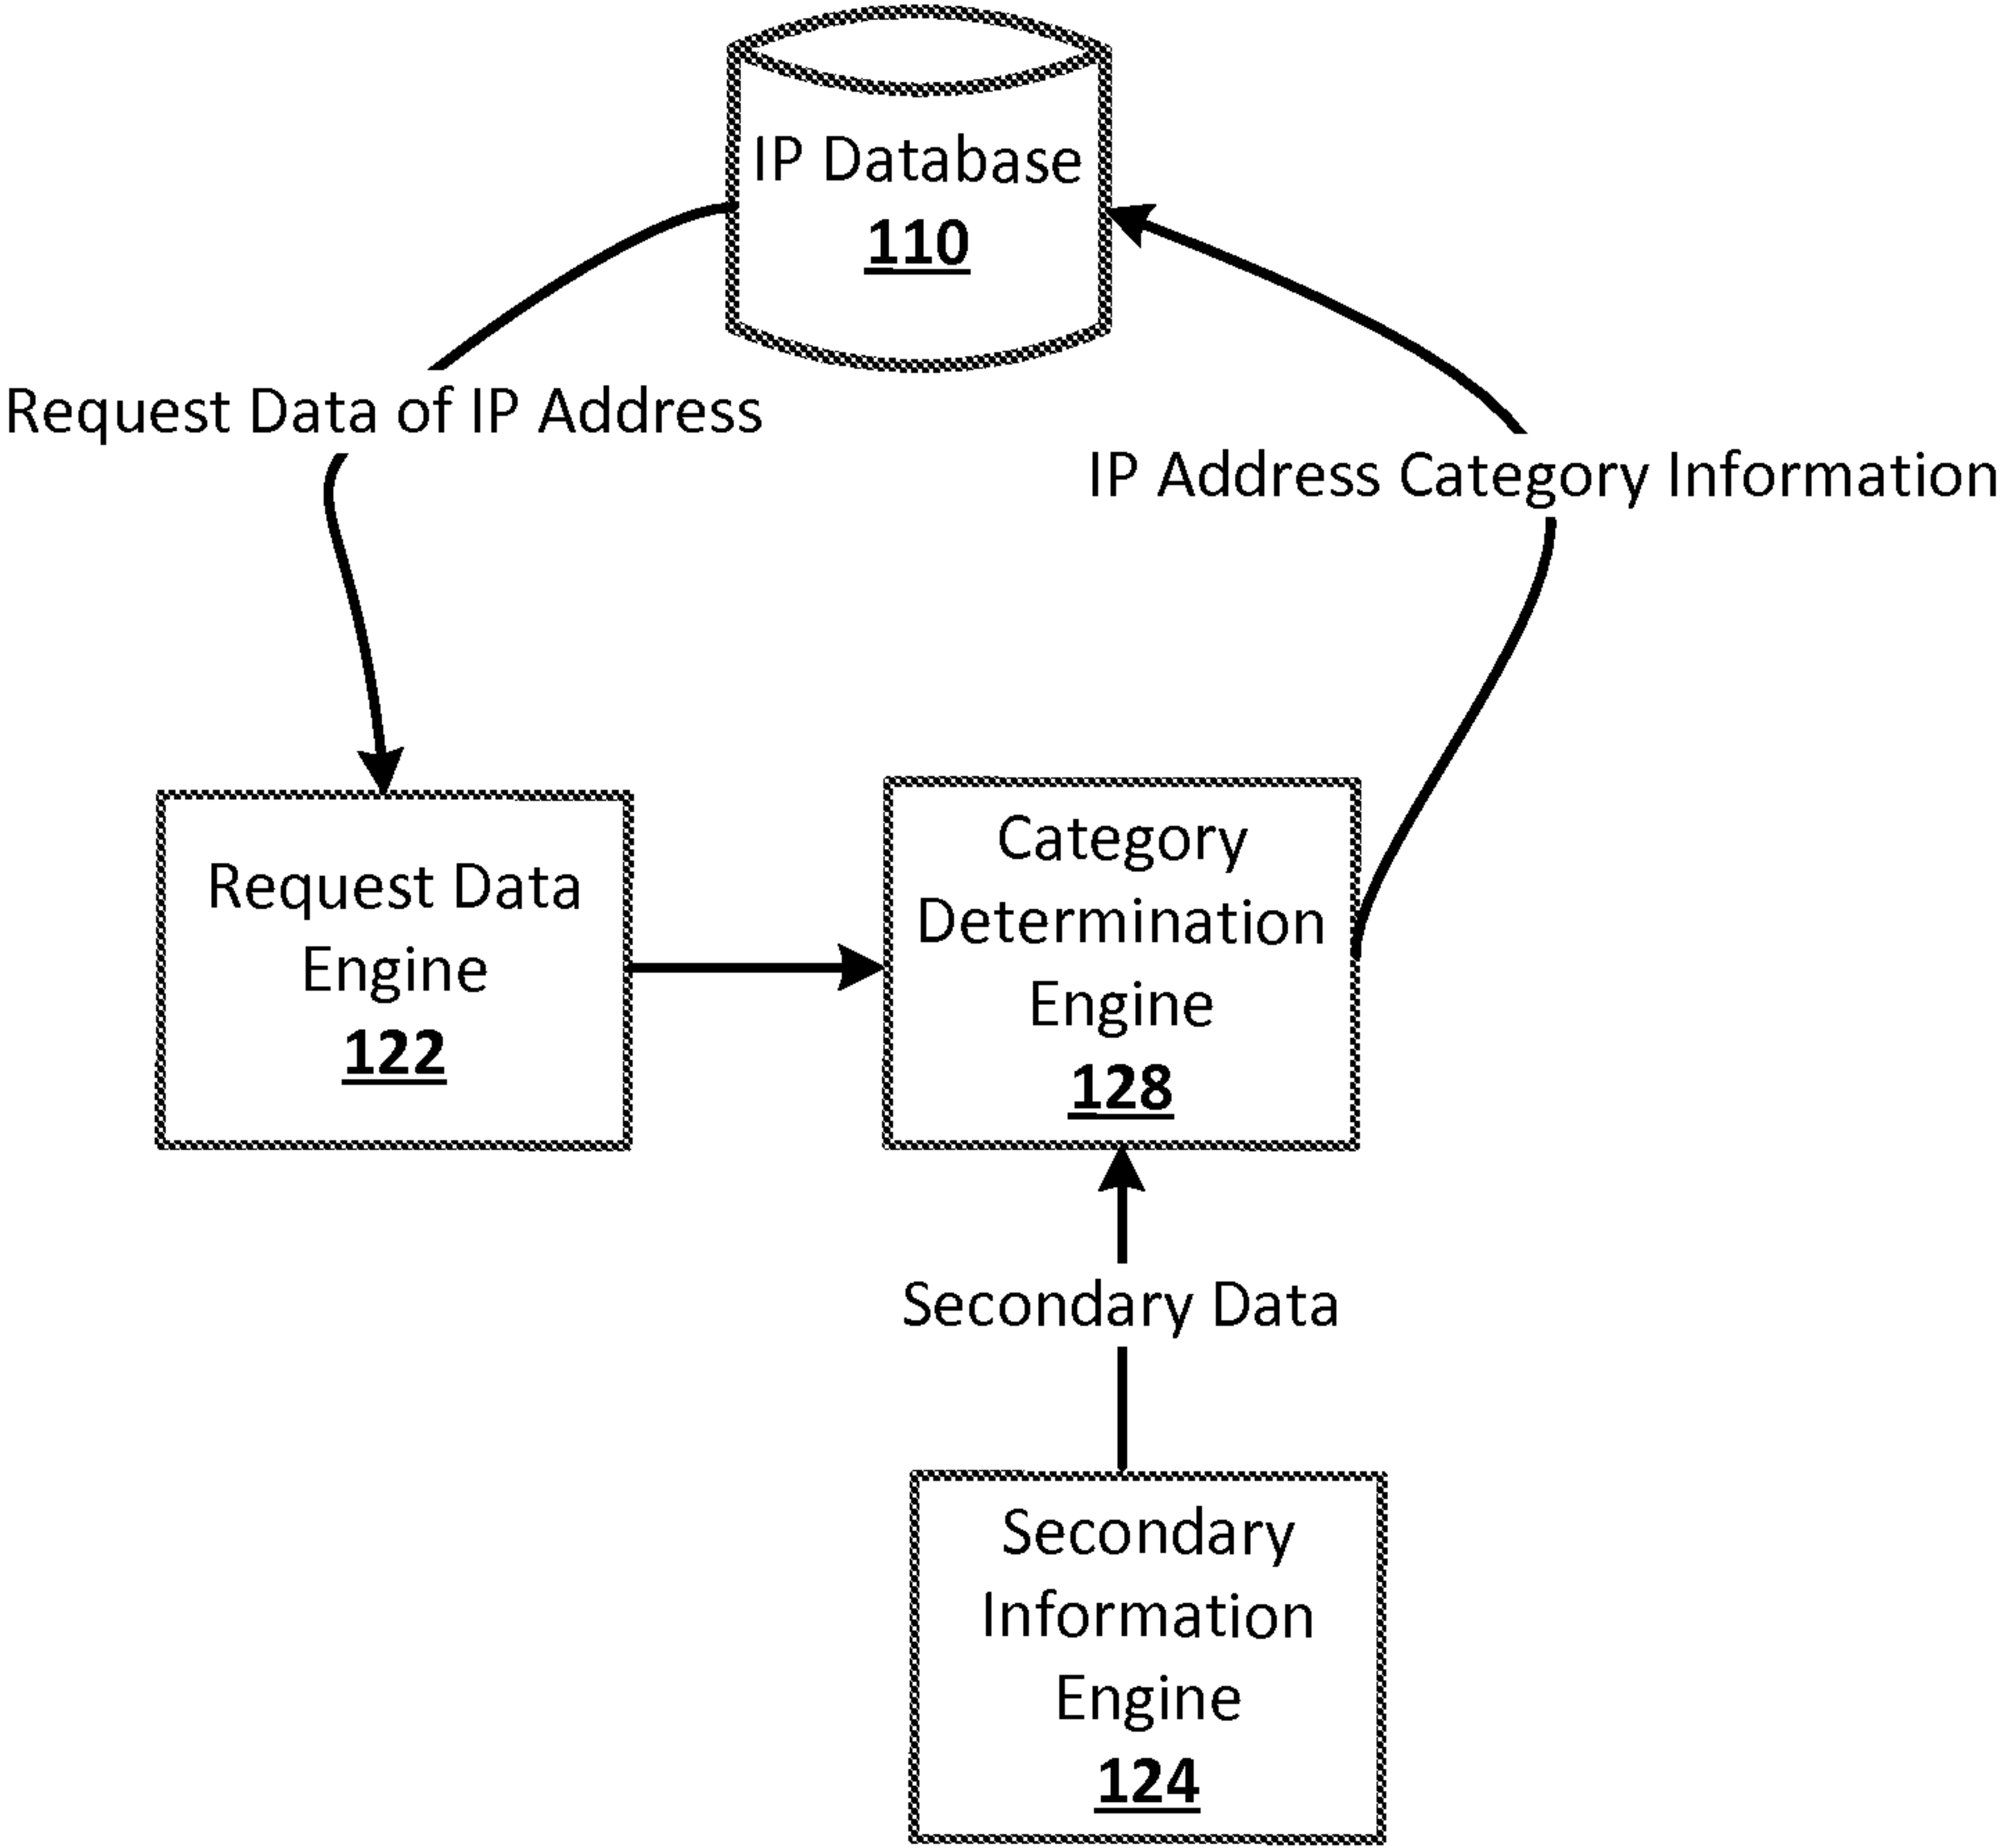 IP Database
110
Request Data of IP Address
IP Address Category Information
Request Data
Engine
122
Category
Determination
Engine
128
Secondary Data
Secondary
Information
Engine
124